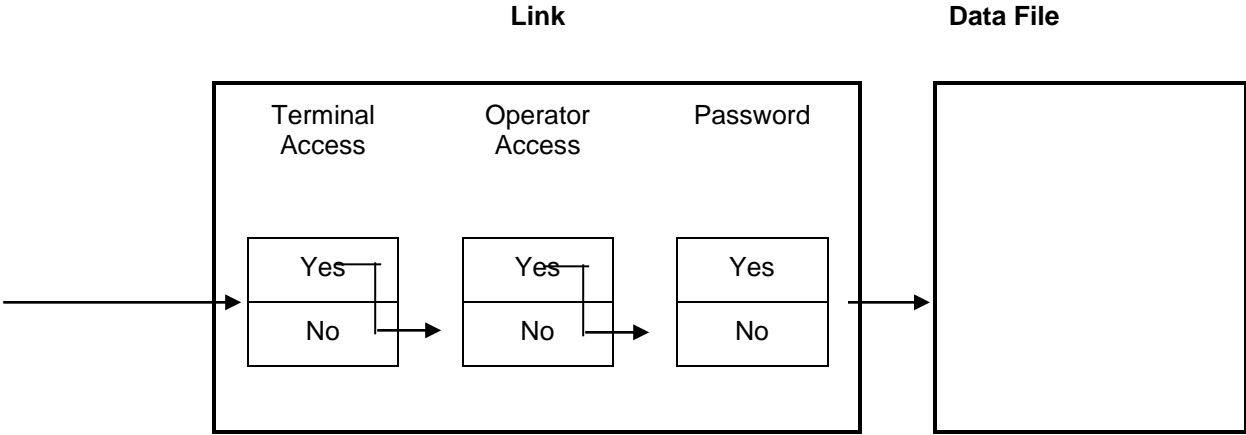 Link
Data File
Terminal
Access
Operator
Access
Password
Yes
No
Yes
No
Yes
No